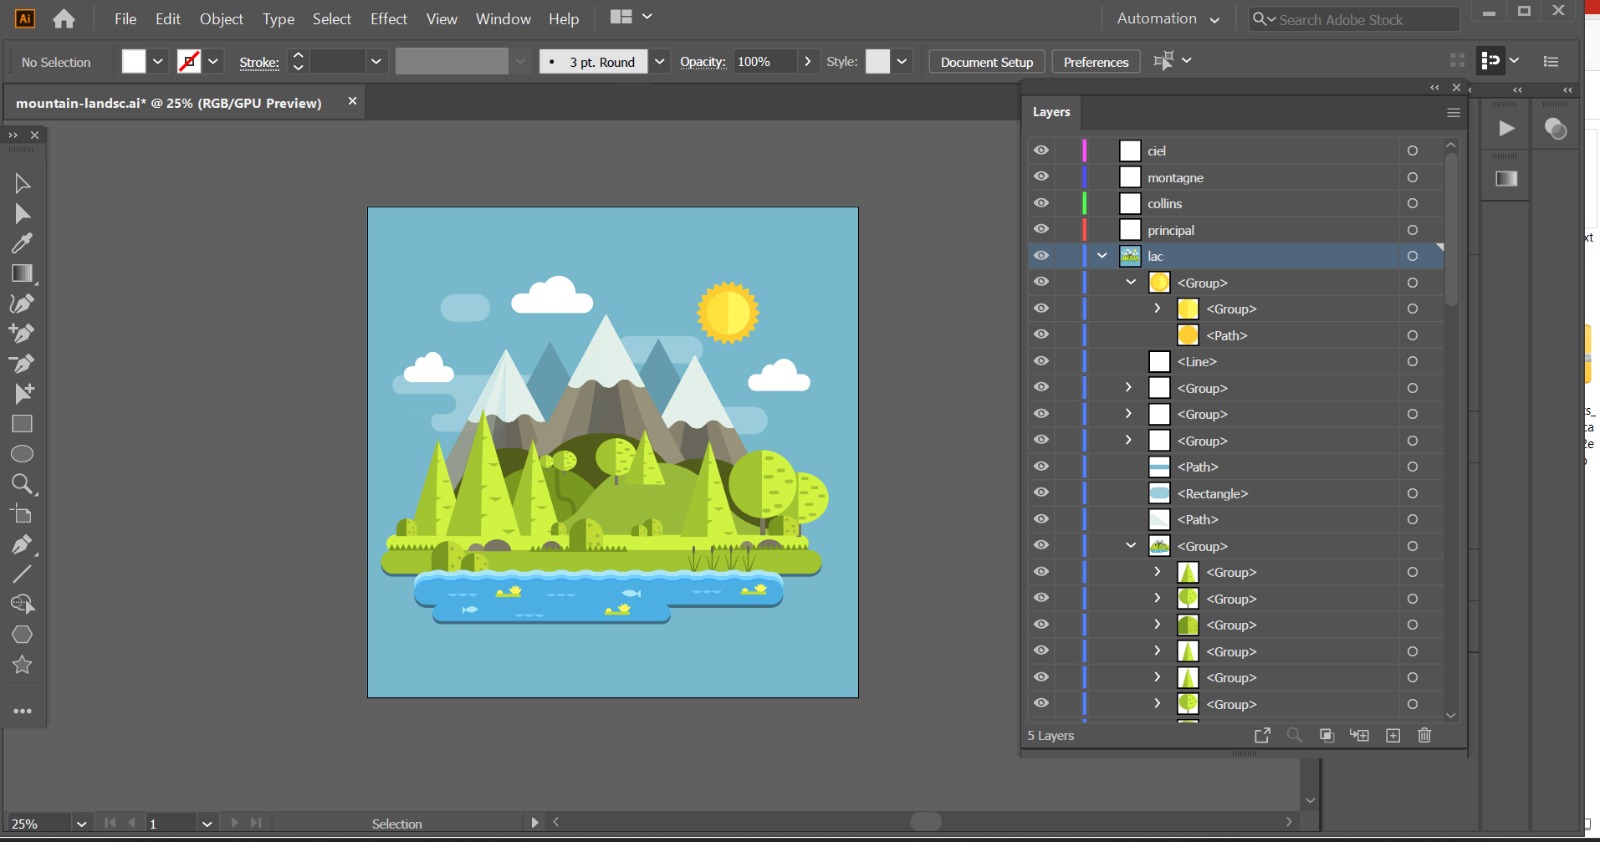 Ai
File Edit Object Type Select Effect View Window Help
Automation
Search Adobe Stock
No Selection
Stroke:
3 pt. Round
Opacity:
100%
Style:
Document Setup
Preferences
mountain-landsc.ai* @ 25% (RGB/GPU Preview)
Layers
ciel
montagne
collins
principal
lac
<Group>
<Group>
<Path>
<Line>
<Group>
<Group>
<Group>
<Path>
<Rectangle>
<Path>
<Group>
<Group>
<Group>
<Group>
<Group>
<Group>
<Group>
5 Layers
25%
1
Selection